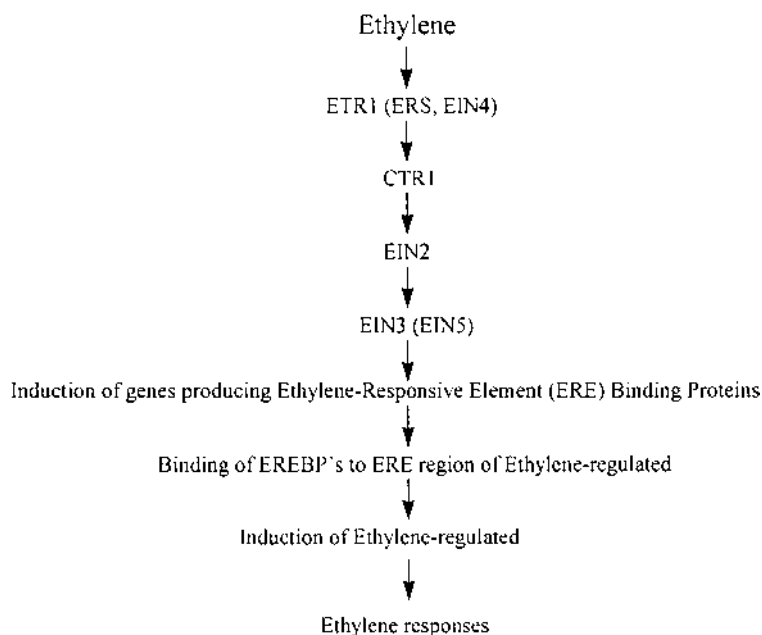 Ethylene
ETR1 (ERS, EIN4)
CTR1
EIN2
EIN3 (EIN5)
Induction of genes producing Ethylene-Responsive Element (ERE) Binding Proteins
Binding of EREBP's to ERE region of Ethylene-regulated
Induction of Ethylene-regulated
Ethylene responses